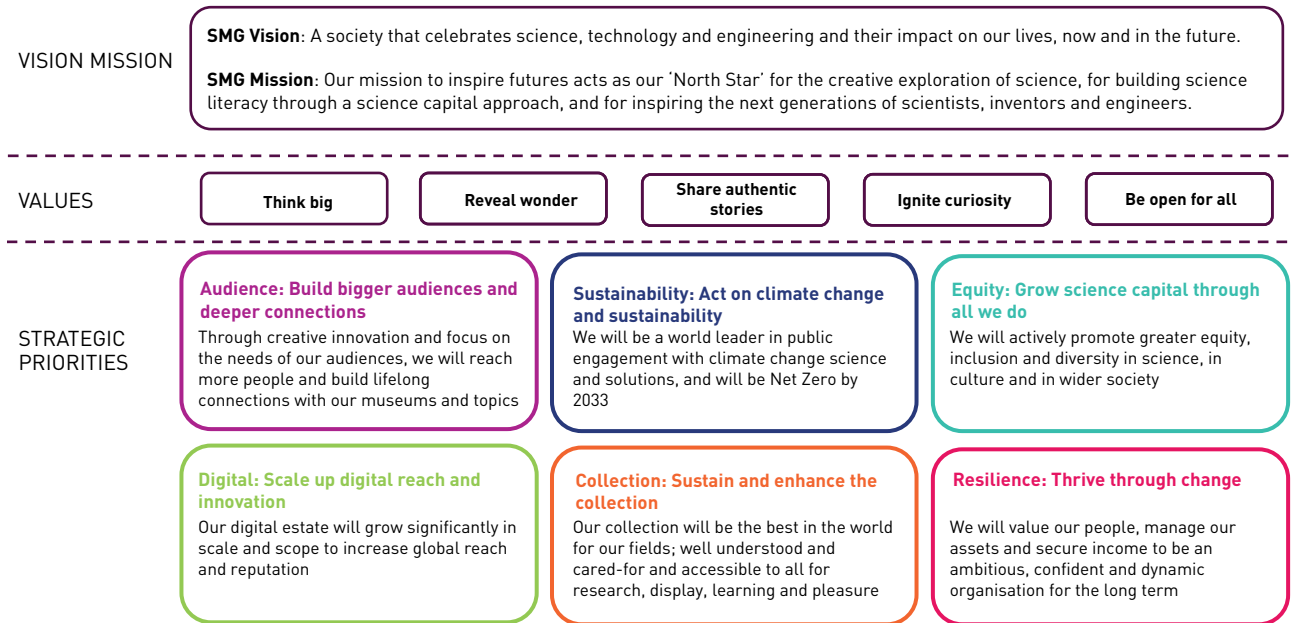 VISION MISSION
SMG Vision: A society that celebrates science, technology and engineering and their impact on our lives, now and in the future.
SMG Mission: Our mission to inspire futures acts as our ‘North Star’ for the creative exploration of science, for building science
literacy through a science capital approach, and for inspiring the next generations of scientists, inventors and engineers.
VALUES
Think big
Reveal wonder
Share authentic
stories
Ignite curiosity
Be open for all
STRATEGIC
PRIORITIES
Audience: Build bigger audiences and
deeper connections
Through creative innovation and focus on
the needs of our audiences, we will reach
more people and build lifelong
connections with our museums and topics
Sustainability: Act on climate change
and sustainability
We will be a world leader in public
engagement with climate change science
and solutions, and will be Net Zero by
2033
Equity: Grow science capital through
all we do
We will actively promote greater equity,
inclusion and diversity in science, in
culture and in wider society
Digital: Scale up digital reach and
innovation
Our digital estate will grow significantly in
scale and scope to increase global reach
and reputation
Collection: Sustain and enhance the
collection
Our collection will be the best in the world
for our fields; well understood and
cared-for and accessible to all for
research, display, learning and pleasure
Resilience: Thrive through change
We will value our people, manage our
assets and secure income to be an
ambitious, confident and dynamic
organisation for the long term